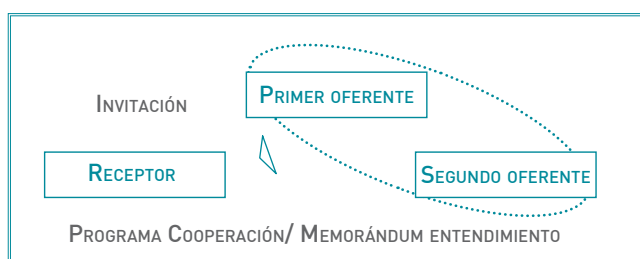 Primer oferente
Invitación
Receptor
Segundo oferente
Programa Cooperación/ Memorándum entendimiento